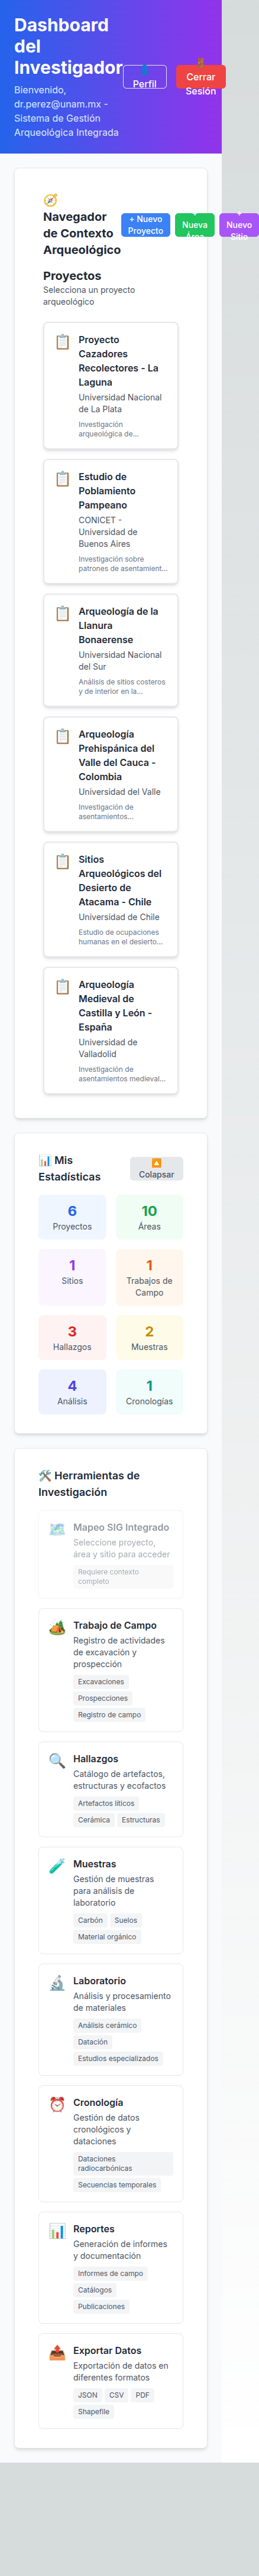 Dashboard
del
Investigador
Bienvenido,
dr.perez@unam.mx -
Sistema de Gestión
Arqueológica Integrada
👤
Perfil
Cerrar
Sesión
🧭
Navegador
de Contexto
Arqueológico
+ Nuevo
Proyecto
+
Nueva
Área
+
Nuevo
Sitio
Proyectos
Selecciona un proyecto
arqueológico
📋 Proyecto
Cazadores
Recolectores - La
Laguna
Universidad Nacional
de La Plata
Investigación
arqueológica de...
📋 Estudio de
Poblamiento
Pampeano
CONICET -
Universidad de
Buenos Aires
Investigación sobre
patrones de asentamient...
📋 Arqueología de la
Llanura
Bonaerense
Universidad Nacional
del Sur
Análisis de sitios costeros
y de interior en la...
📋 Arqueología
Prehispánica del
Valle del Cauca -
Colombia
Universidad del Valle
Investigación de
asentamientos...
📋 Sitios
Arqueológicos del
Desierto de
Atacama - Chile
Universidad de Chile
Estudio de ocupaciones
humanas en el desierto...
📋 Arqueología
Medieval de
Castilla y León -
España
Universidad de
Valladolid
Investigación de
asentamientos medieval...
📊 Mis
Estadísticas
🔼
Colapsar
6
Proyectos
10
Áreas
1
Sitios
1
Trabajos de
Campo
3
Hallazgos
2
Muestras
4
Análisis
1
Cronologías
🛠️ Herramientas de
Investigación
🗺️ Mapeo SIG Integrado
Seleccione proyecto,
área y sitio para acceder
Requiere contexto
completo
🏕️ Trabajo de Campo
Registro de actividades
de excavación y
prospección
Excavaciones
Prospecciones
Registro de campo
🔍 Hallazgos
Catálogo de artefactos,
estructuras y ecofactos
Artefactos líticos
Cerámica Estructuras
🧪 Muestras
Gestión de muestras
para análisis de
laboratorio
Carbón Suelos
Material orgánico
🔬 Laboratorio
Análisis y procesamiento
de materiales
Análisis cerámico
Datación
Estudios especializados
⏰ Cronología
Gestión de datos
cronológicos y
dataciones
Dataciones
radiocarbónicas
Secuencias temporales
📊 Reportes
Generación de informes
y documentación
Informes de campo
Catálogos
Publicaciones
📤 Exportar Datos
Exportación de datos en
diferentes formatos
JSON CSV PDF
Shapefile